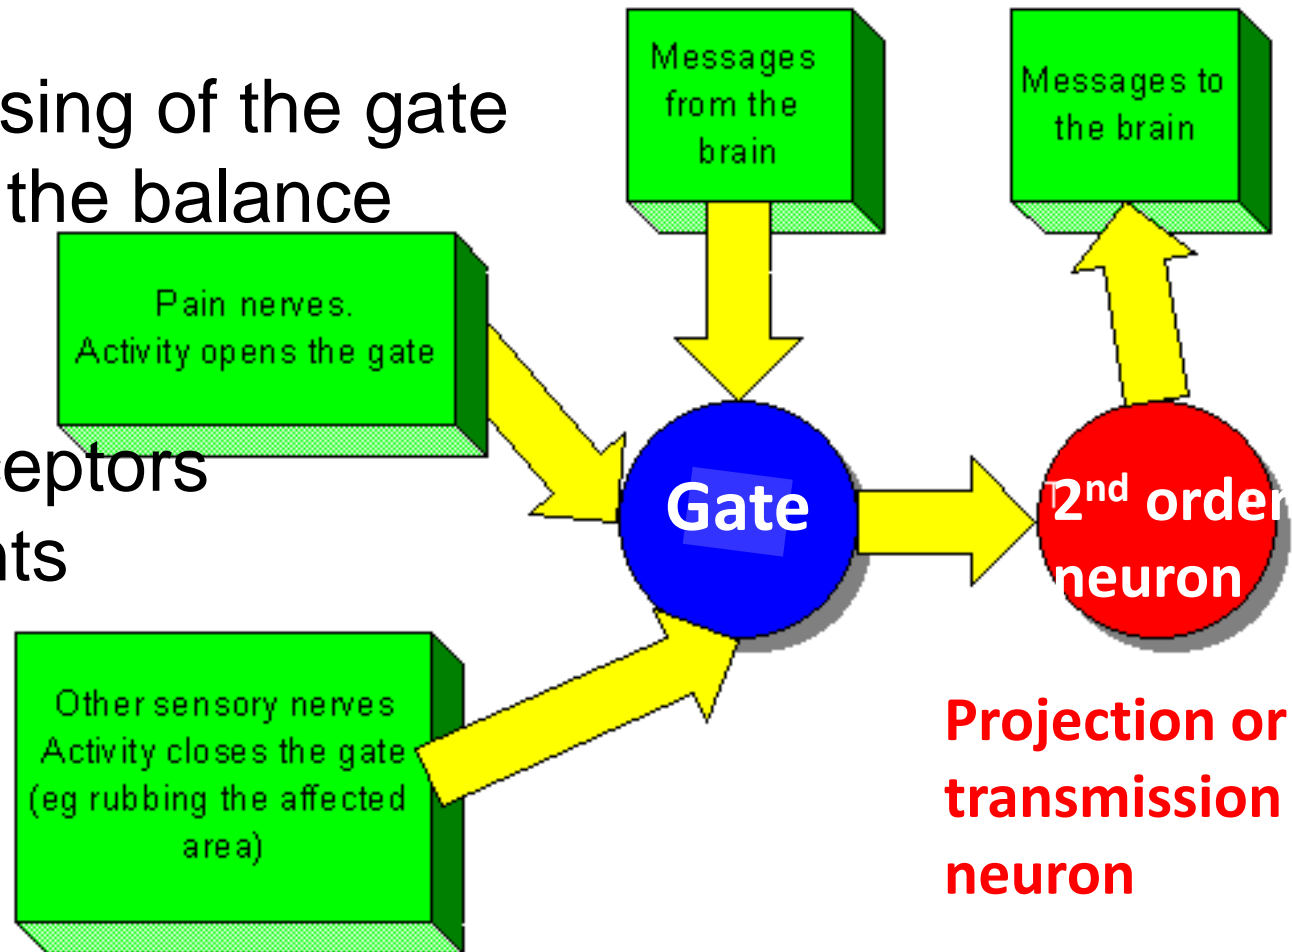 sing of the gate
the balance
ceptors
nts
Messages
from the
brain
Messages to
the brain
Pain nerves.
Activity opens the gate
Gate
2nd order
neuron
Other sensory nerves
Activity closes the gate
(eg rubbing the affected
area)
Projection or
transmission
neuron